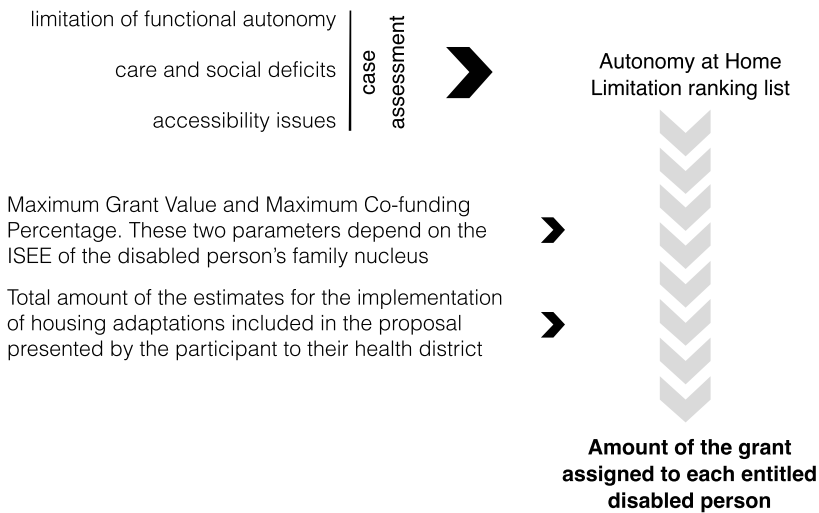 limitation of functional autonomy
care and social deficits
accessibility issues
case
assessment
Autonomy at Home
Limitation ranking list
Maximum Grant Value and Maximum Co-funding
Percentage. These two parameters depend on the
ISEE of the disabled person's family nucleus
Total amount of the estimates for the implementation
of housing adaptations included in the proposal
presented by the participant to their health district
Amount of the grant
assigned to each entitled
disabled person